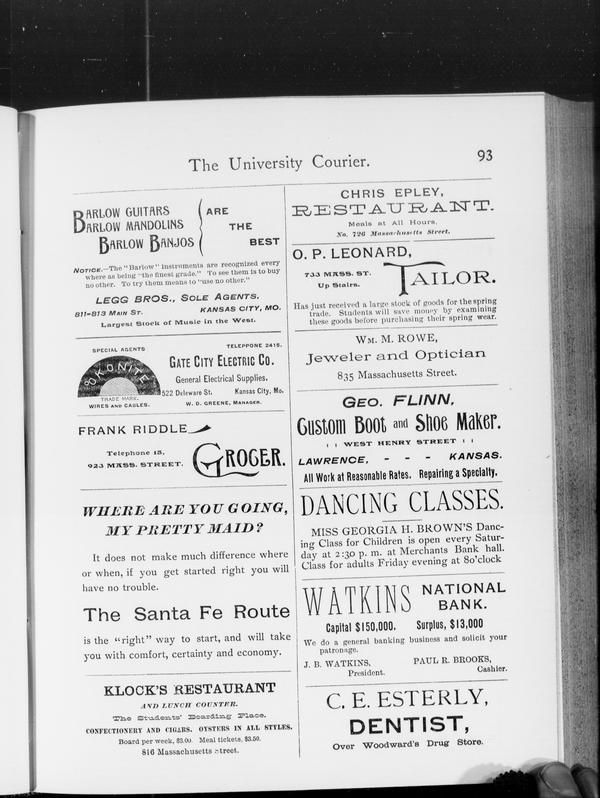 The University Courier.
93
BARLOW GUITARS
BARLOW MANDOLINS
BARLOW BANJOS
ARE
THE
BEST
NOTICE.—The "Barlow" instruments are recognized every
where as being "the finest grade." To see them is to buy
no other. To try them means to "use no other."
LEGG BROS., SOLE AGENTS.
811-813 MAIN ST.
KANSAS CITY, MO.
Largest Stock of Music in the West.
SPECIAL AGENTS
TELEPPONE 2415.
OKONITE
TRADE MARK.
WIRES AND CAULES.
GATE CITY ELECTRIC CO.
General Electrical Supplies.
522 Deleware St.
Kansas City, Mo.
W. D. GREENE, MANAGER.
FRANK RIDDLE
Telephone 15,
923 MASS. STREET.
GROCER.
WHERE ARE YOU GOING,
MY PRETTY MAID?
It does not make much difference where
or when, if you get started right you will
have no trouble.
The Santa Fe Route
is the "right" way to start, and will take
you with comfort, certainty and economy.
KLOCK'S RESTAURANT
AND LUNCH COUNTER.
The Students' Boarding Place.
CONFECTIONERY AND CIGARS. OYSTERS IN ALL STYLES.
Board per week, $3.00. Meal tickets, $3.50.
816 Massachusetts Street.
CHRIS EPLEY,
RESTAURANT.
Meals at All Hours.
No. 726 Massachusetts Street.
O. P. LEONARD,
733 MASS. ST.
Up Stairs.
TAILOR.
Has just received a large stock of goods for the spring
trade. Students will save money by examining
these goods before purchasing their spring wear.
WM. M. ROWE,
Jeweler and Optician
835 Massachusetts Street.
GEO. FLINN,
Custom Boot and Shoe Maker.
WEST HENRY STREET
LAWRENCE, - - - KANSAS.
All Work at Reasonable Rates. Repairing a Specialty.
DANCING CLASSES.
MISS GEORGIA H. BROWN'S Danc-
ing Class for Children is open every Satur-
day at 2:30 p. m. at Merchants Bank hall.
Class for adults Friday evening at 8o'clock
WATKINS NATIONAL
BANK.
Capital $150,000. Surplus, $13,000
We do a general banking business and solicit your
patronage.
J. B. WATKINS,
President.
PAUL R. BROOKS,
Cashier.
C. E. ESTERLY,
DENTIST,
Over Woodward's Drug Store.